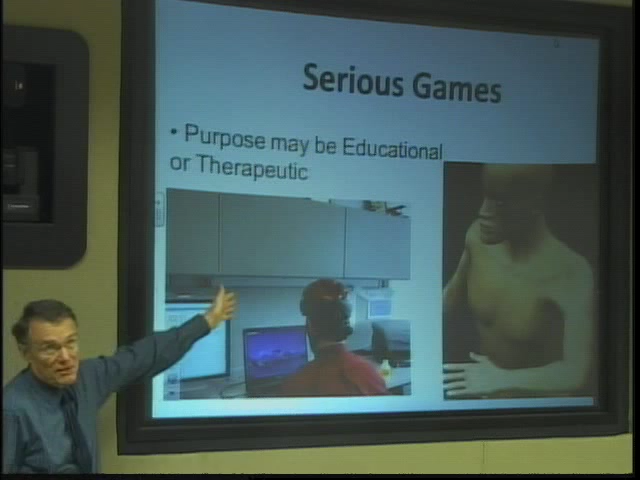 Serious Games
• Purpose may be Educational
or Therapeutic